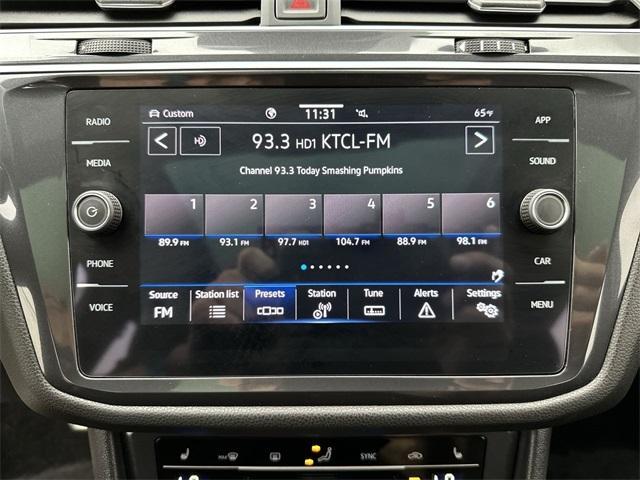 Custom 11:31 65°F
RADIO APP
93.3 HD1 KTCL-FM
MEDIA SOUND
Channel 93.3 Today Smashing Pumpkins
1 2 3 4 5 6
89.9 FM 93.1 FM 97.7 HD1 104.7 FM 88.9 FM 98.1 FM
PHONE CAR
Source Station list Presets Station Tune Alerts Settings
FM
VOICE MENU
MAX SYNC